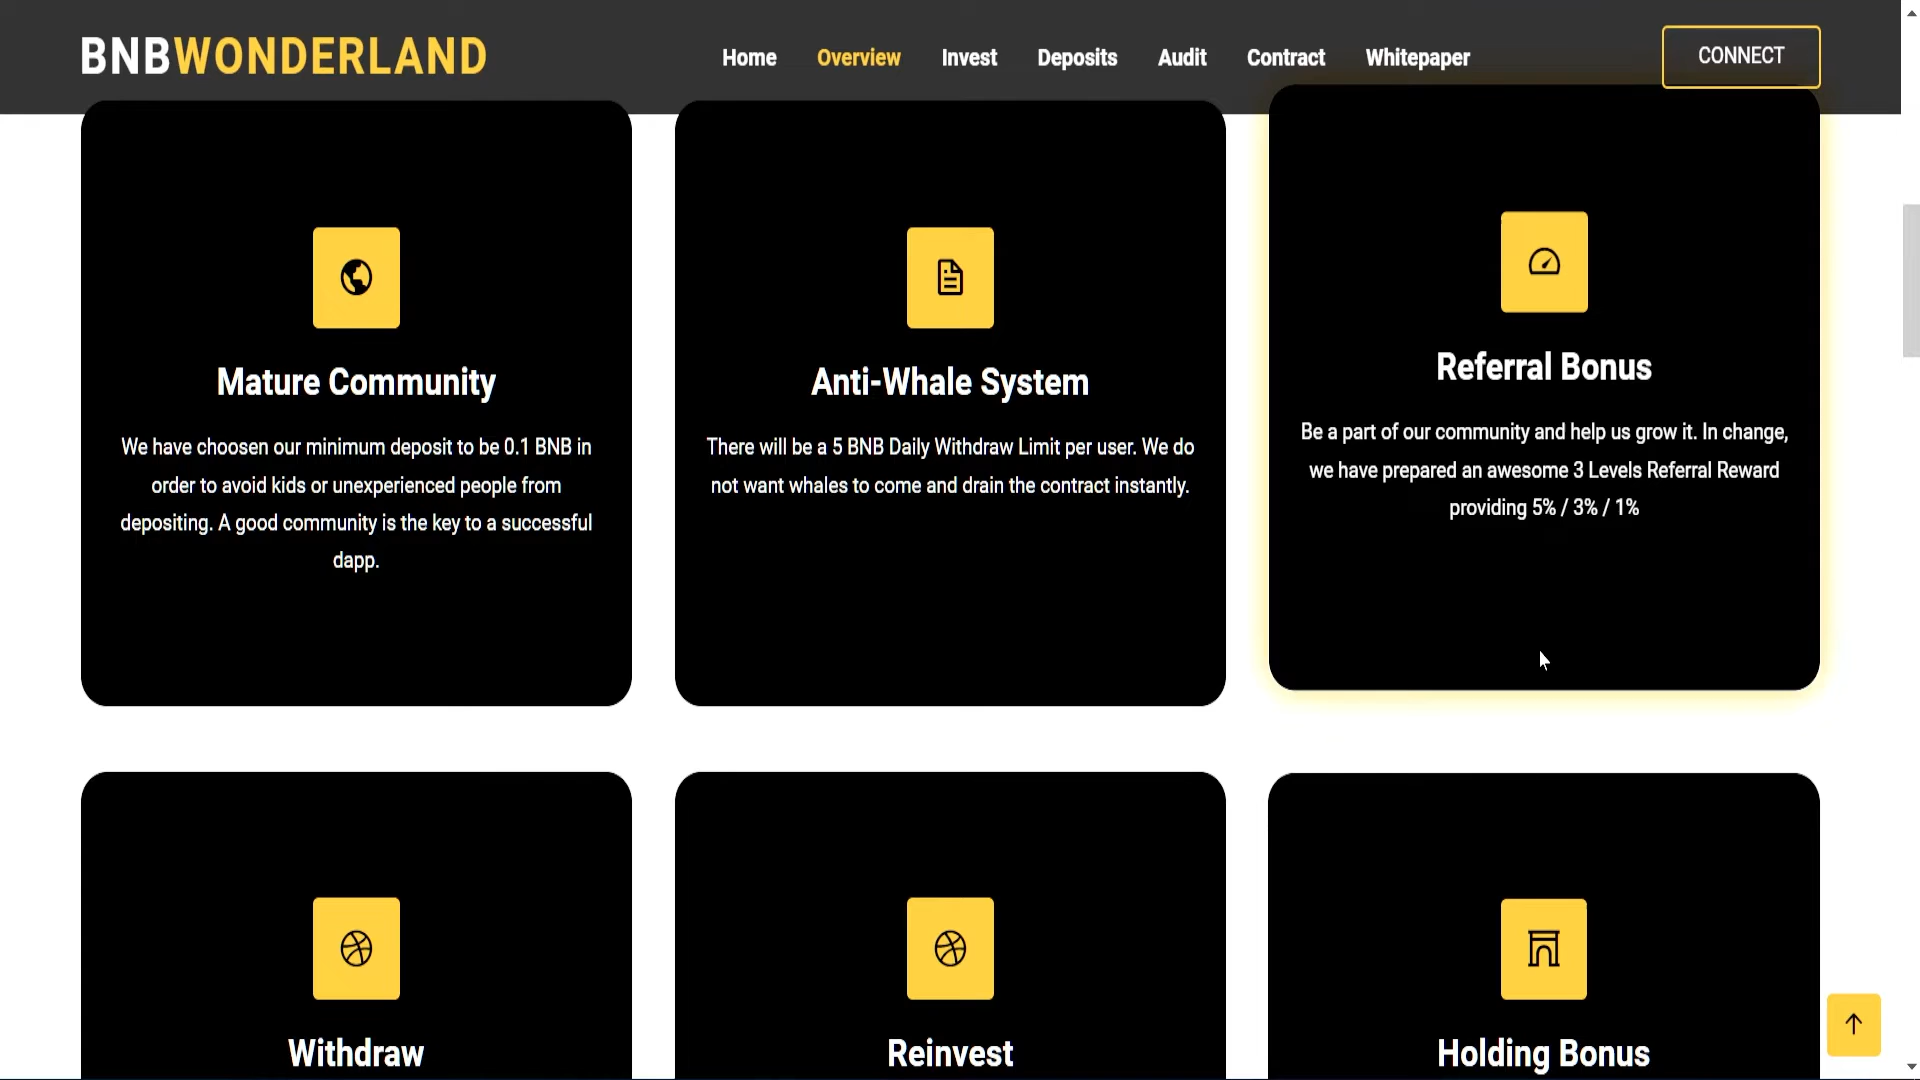 BNBWONDERLAND
Home Overview Invest Deposits Audit Contract Whitepaper
CONNECT
Mature Community
We have choosen our minimum deposit to be 0.1 BNB in
order to avoid kids or unexperienced people from
depositing. A good community is the key to a successful
dapp.
Anti-Whale System
There will be a 5 BNB Daily Withdraw Limit per user. We do
not want whales to come and drain the contract instantly.
Referral Bonus
Be a part of our community and help us grow it. In change,
we have prepared an awesome 3 Levels Referral Reward
providing 5% / 3% / 1%
Withdraw
Reinvest
Holding Bonus